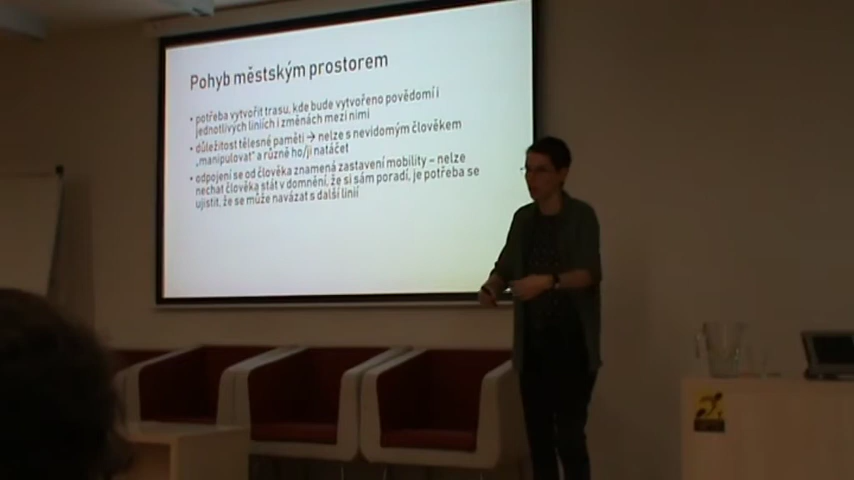 Pohyb městským prostorem
• potřeba vytvořit trasu, kde bude vytvořeno povědomí i
jednotlivých liniích i změnách mezi nimi
• důležitost tělesné paměti → nelze s nevidomým člověkem
„manipulovat" a různě ho/ji natáčet
• odpojení se od člověka znamená zastavení mobility – nelze
nechat člověka stát v domnění, že si sám poradí, je potřeba se
ujistit, že se může navázat s další linií